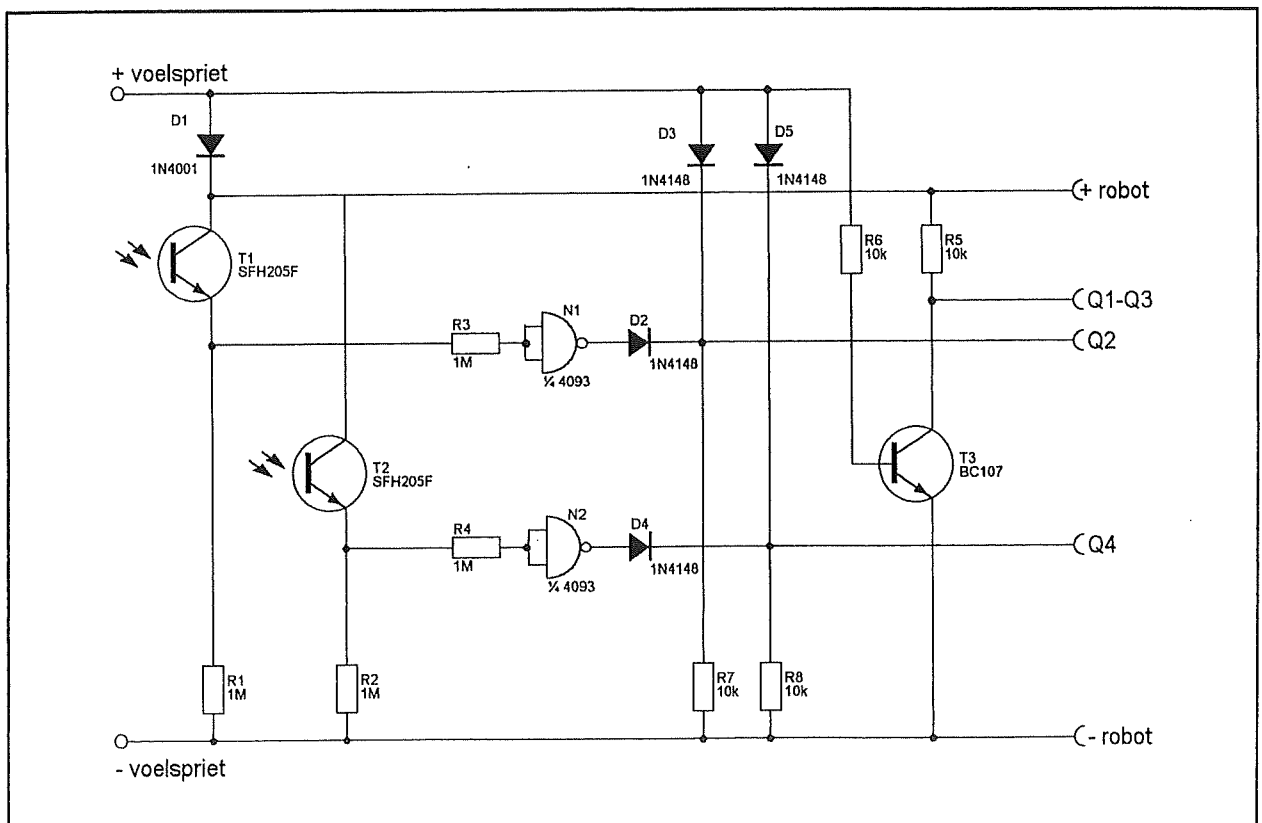 + voelspriet
D1
1N4001
D3
1N4148
D5
1N4148
+ robot
T1
SFH205F
R6
10k
R5
10k
Q1-Q3
R3
1M
N1
¼ 4093
D2
1N4148
Q2
T2
SFH205F
T3
BC107
R4
1M
N2
¼ 4093
D4
1N4148
Q4
R1
1M
R2
1M
R7
10k
R8
10k
- robot
- voelspriet